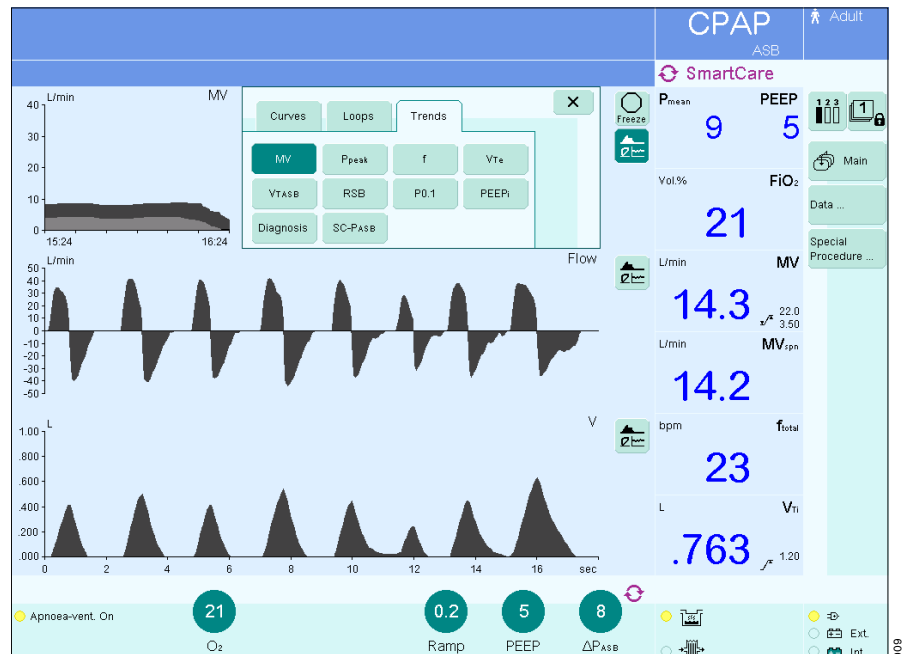 CPAP
ASB
Adult
SmartCare
L/min MV
40
30
20
10
0
15:24 16:24
Curves Loops Trends
MV Ppeak f VTe
VTASB RSB P0.1 PEEPi
Diagnosis SC-PASB
Freeze
Pmean PEEP
9 5
1 2 3
1
Main
Data ...
Special
Procedure ...
Vol.% FiO2
21
L/min Flow
50
40
30
20
10
0
-10
-20
-30
-40
-50
L/min MV
14.3
22.0
3.50
L/min MVspn
14.2
L V
1.00
.800
.600
.400
.200
.000
0 2 4 6 8 10 12 14 16 sec
bpm ftotal
23
L VTi
.763
1.20
Apnoea-vent. On
21 0.2 5 8
O2 Ramp PEEP ΔPASB
Ext.
Int.